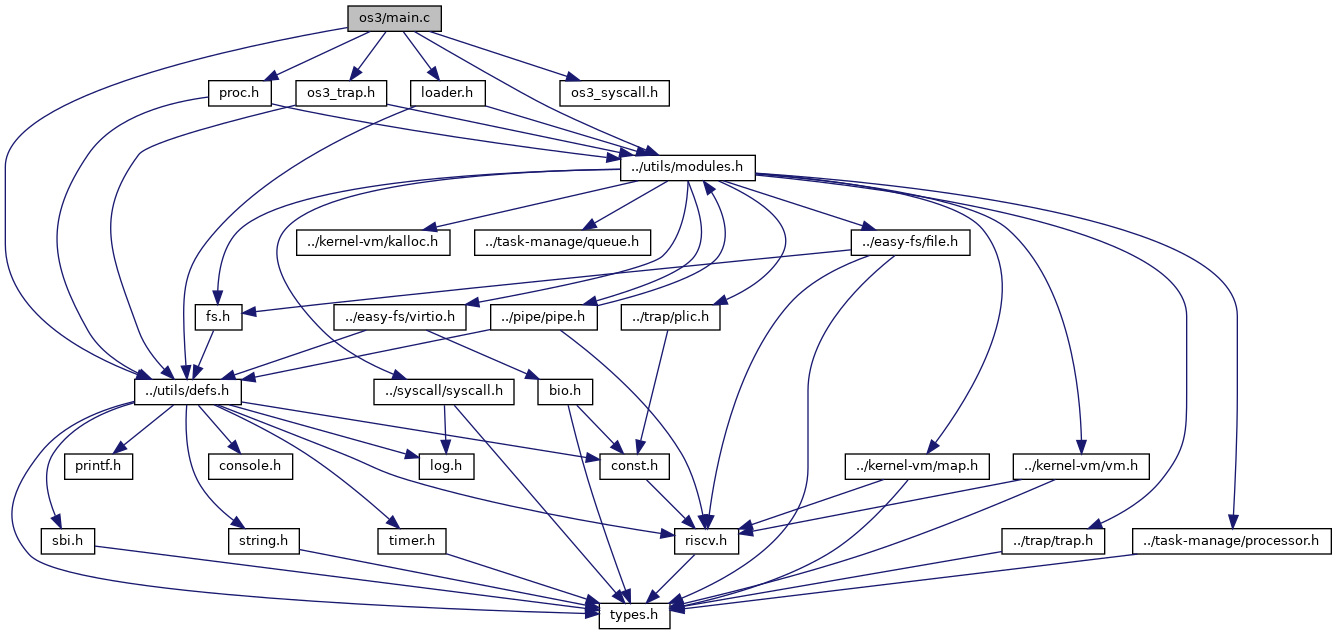 os3/main.c
proc.h
os3_trap.h
loader.h
os3_syscall.h
../utils/modules.h
../kernel-vm/kalloc.h
../task-manage/queue.h
../easy-fs/file.h
fs.h
../easy-fs/virtio.h
../pipe/pipe.h
../trap/plic.h
../utils/defs.h
../syscall/syscall.h
bio.h
printf.h
console.h
log.h
const.h
../kernel-vm/map.h
../kernel-vm/vm.h
sbi.h
string.h
timer.h
riscv.h
../trap/trap.h
../task-manage/processor.h
types.h